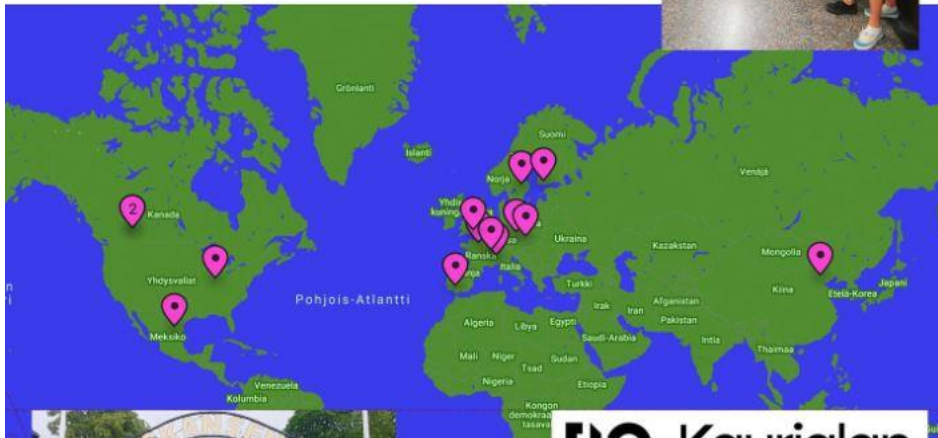 Grönlanti
Suomi
Islanti
Norja
Venäjä
2
Kanada
Ukraina
Kazakstan
Mongolia
Ranska
Yhdysvallat
Italia
Turkki
Kiina
Japani
Etelä-Korea
Pohjois-Atlantti
Irak
Iran
Afganistan
Pakistan
Meksiko
Algeria
Libya
Egypti
Saudi-Arabia
Intia
Mali
Niger
Sudan
Tšad
Thaimaa
Nigeria
Etiopia
Venezuela
Kolumbia
Kongon